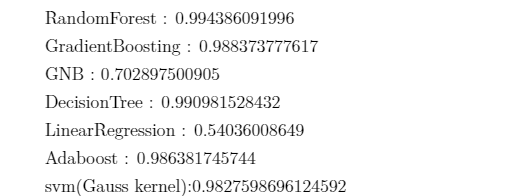 RandomForest : 0.994386091996
GradientBoosting : 0.988373777617
GNB : 0.702897500905
DecisionTree : 0.990981528432
LinearRegression : 0.54036008649
Adaboost : 0.986381745744
svm(Gauss kernel):0.9827598696124592